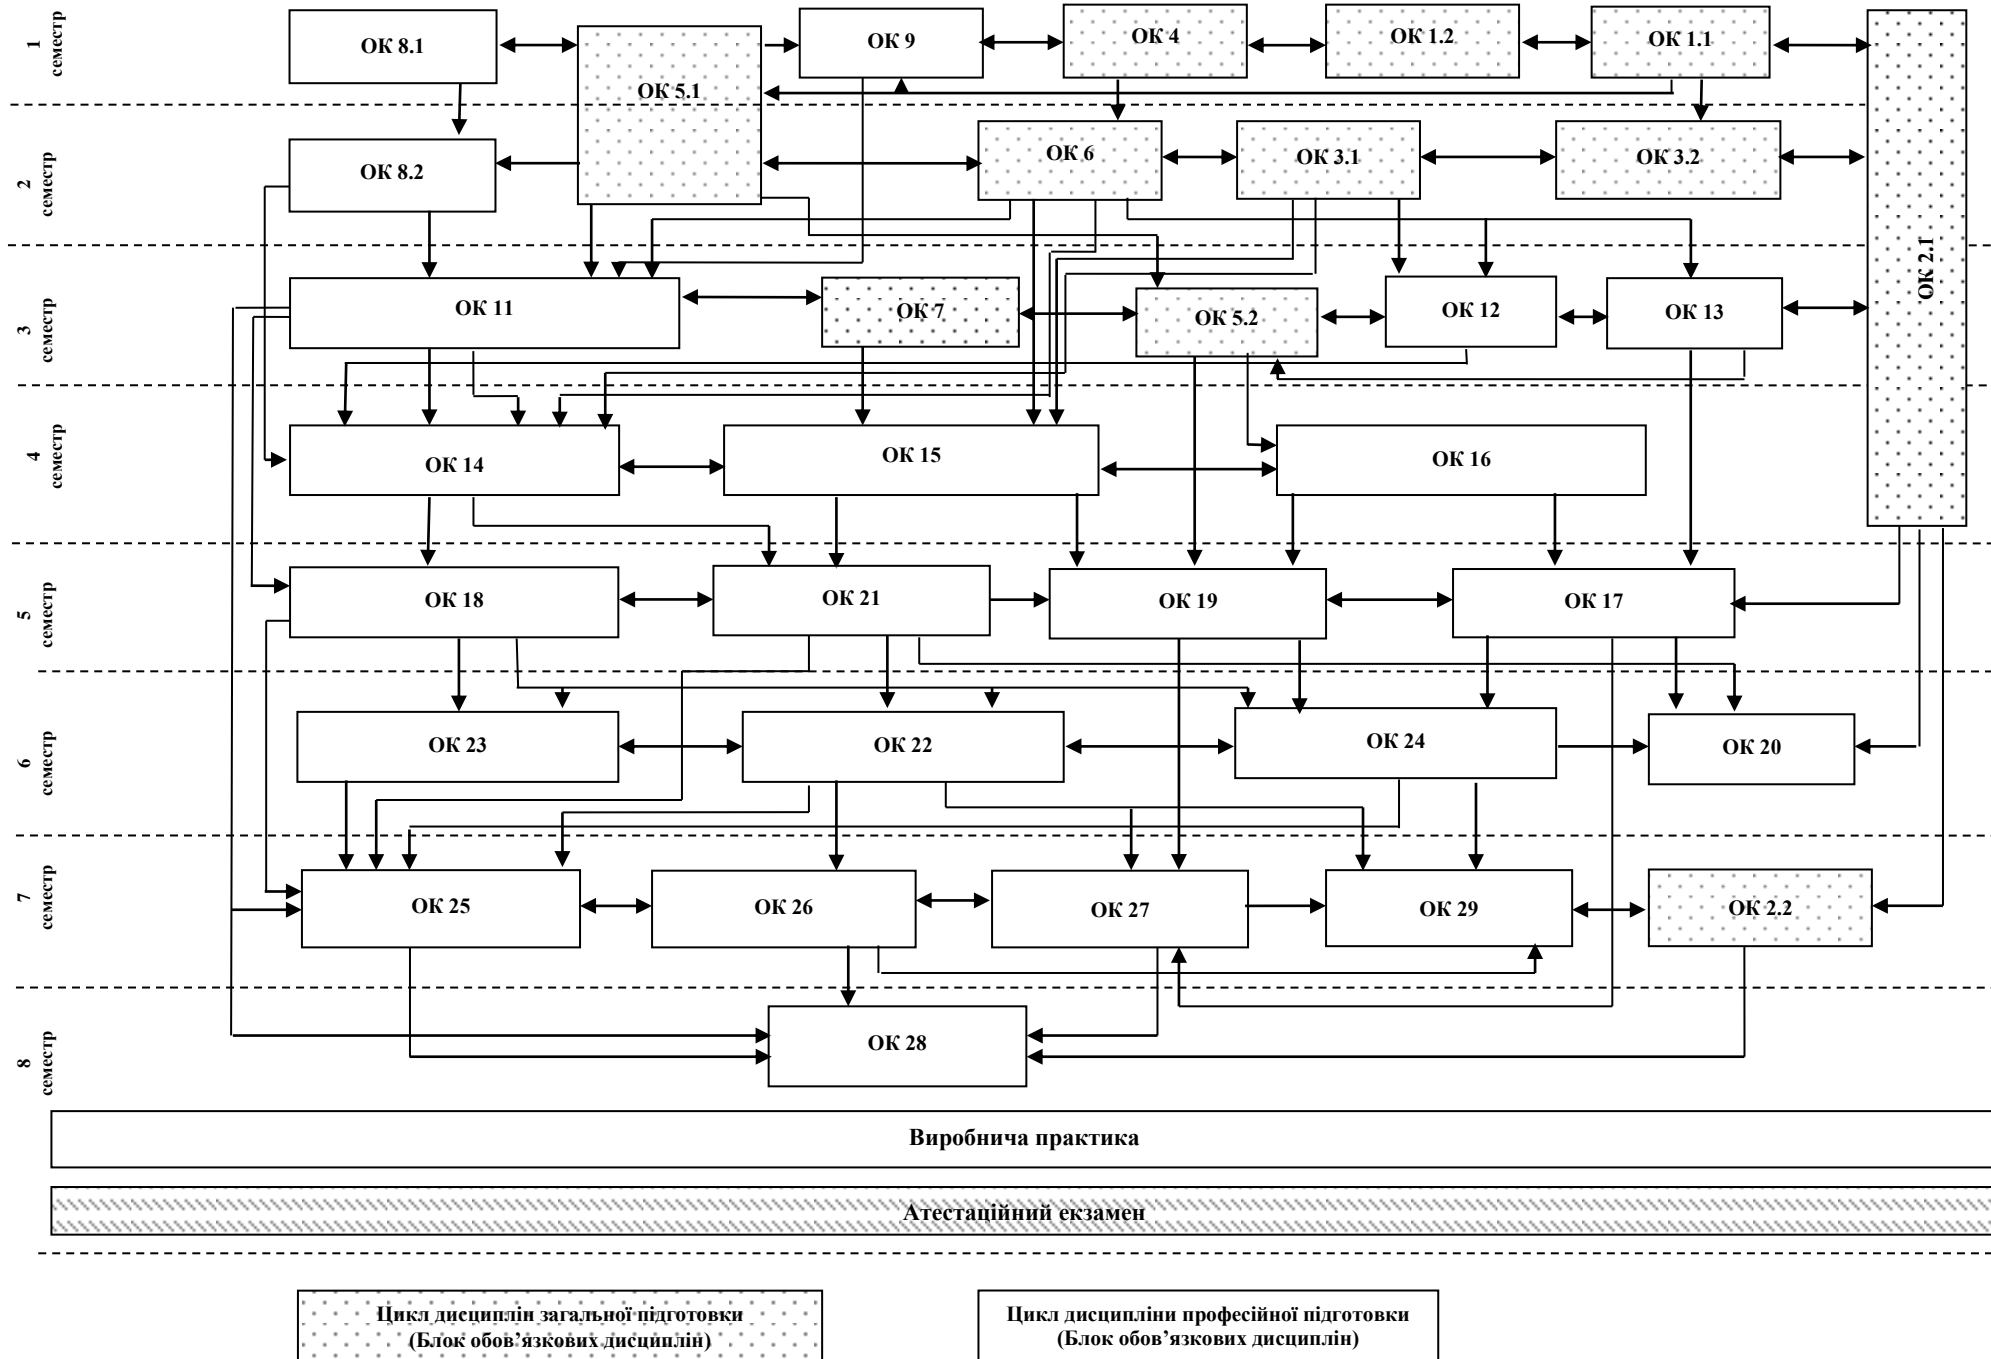 1
семестр
ОК 8.1
ОК 5.1
ОК 9
ОК 4
ОК 1.2
ОК 1.1
ОК 2.1
2
семестр
ОК 8.2
ОК 6
ОК 3.1
ОК 3.2
3
семестр
ОК 11
ОК 7
ОК 5.2
ОК 12
ОК 13
4
семестр
ОК 14
ОК 15
ОК 16
5
семестр
ОК 18
ОК 21
ОК 19
ОК 17
6
семестр
ОК 23
ОК 22
ОК 24
ОК 20
7
семестр
ОК 25
ОК 26
ОК 27
ОК 29
ОК 2.2
8
семестр
ОК 28
Виробнича практика
Атестаційний екзамен
Цикл дисциплін загальної підготовки
(Блок обов’язкових дисциплін)
Цикл дисципліни професійної підготовки
(Блок обов’язкових дисциплін)